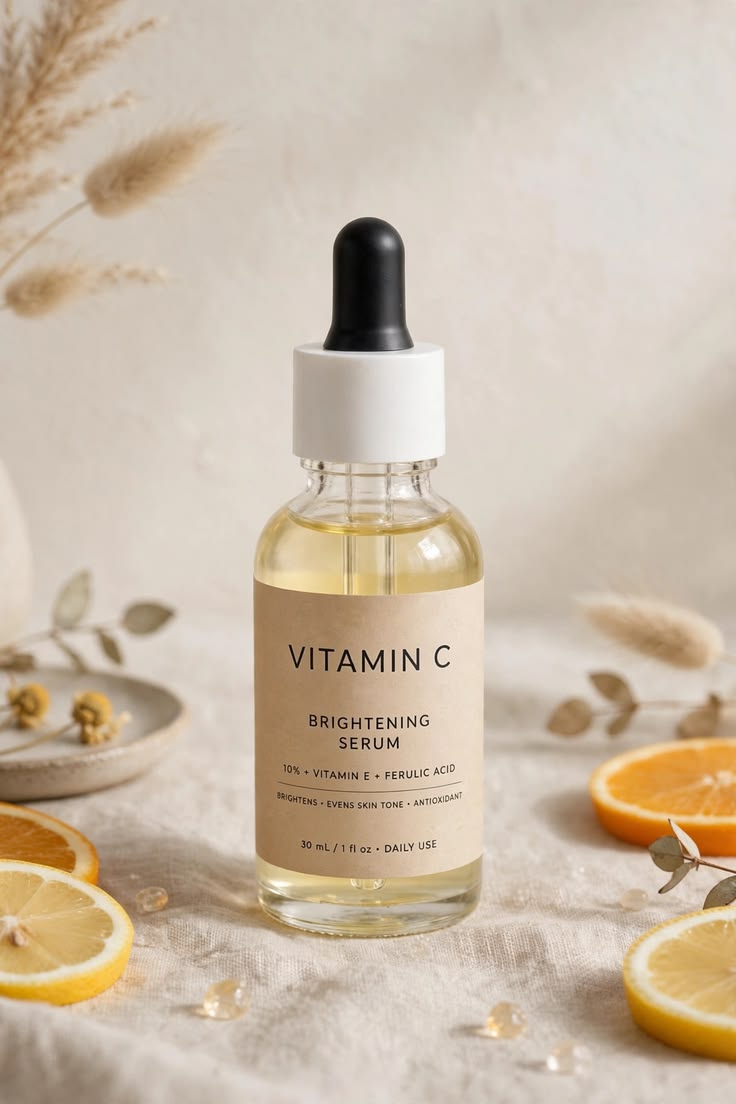 VITAMIN C
BRIGHTENING
SERUM
10% + VITAMIN E + FERULIC ACID
BRIGHTENS • EVENS SKIN TONE • ANTIOXIDANT
30 mL / 1 fl oz • DAILY USE